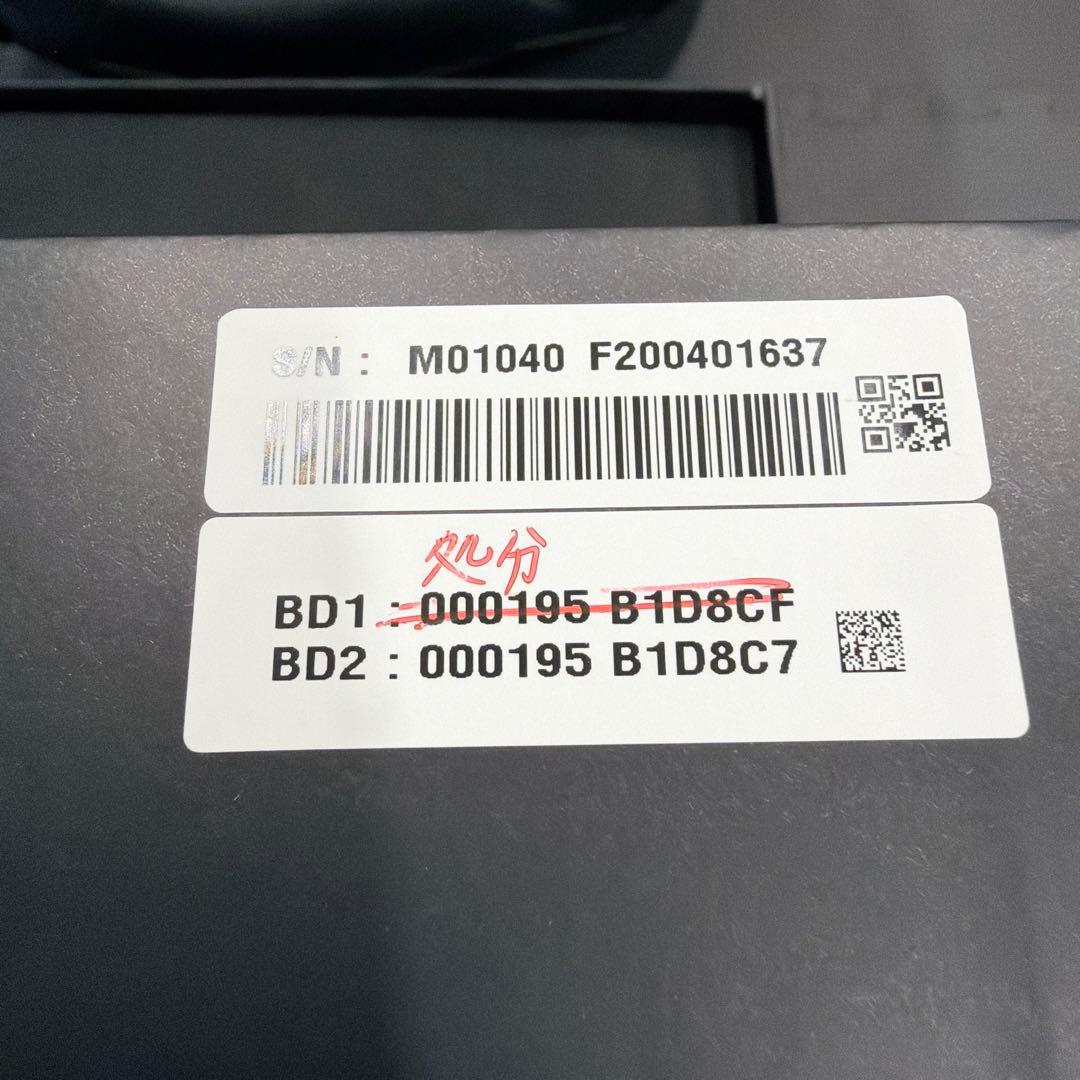 S/N : M01040 F200401637
処分
BD1 : 000195 B1D8CF
BD2 : 000195 B1D8C7